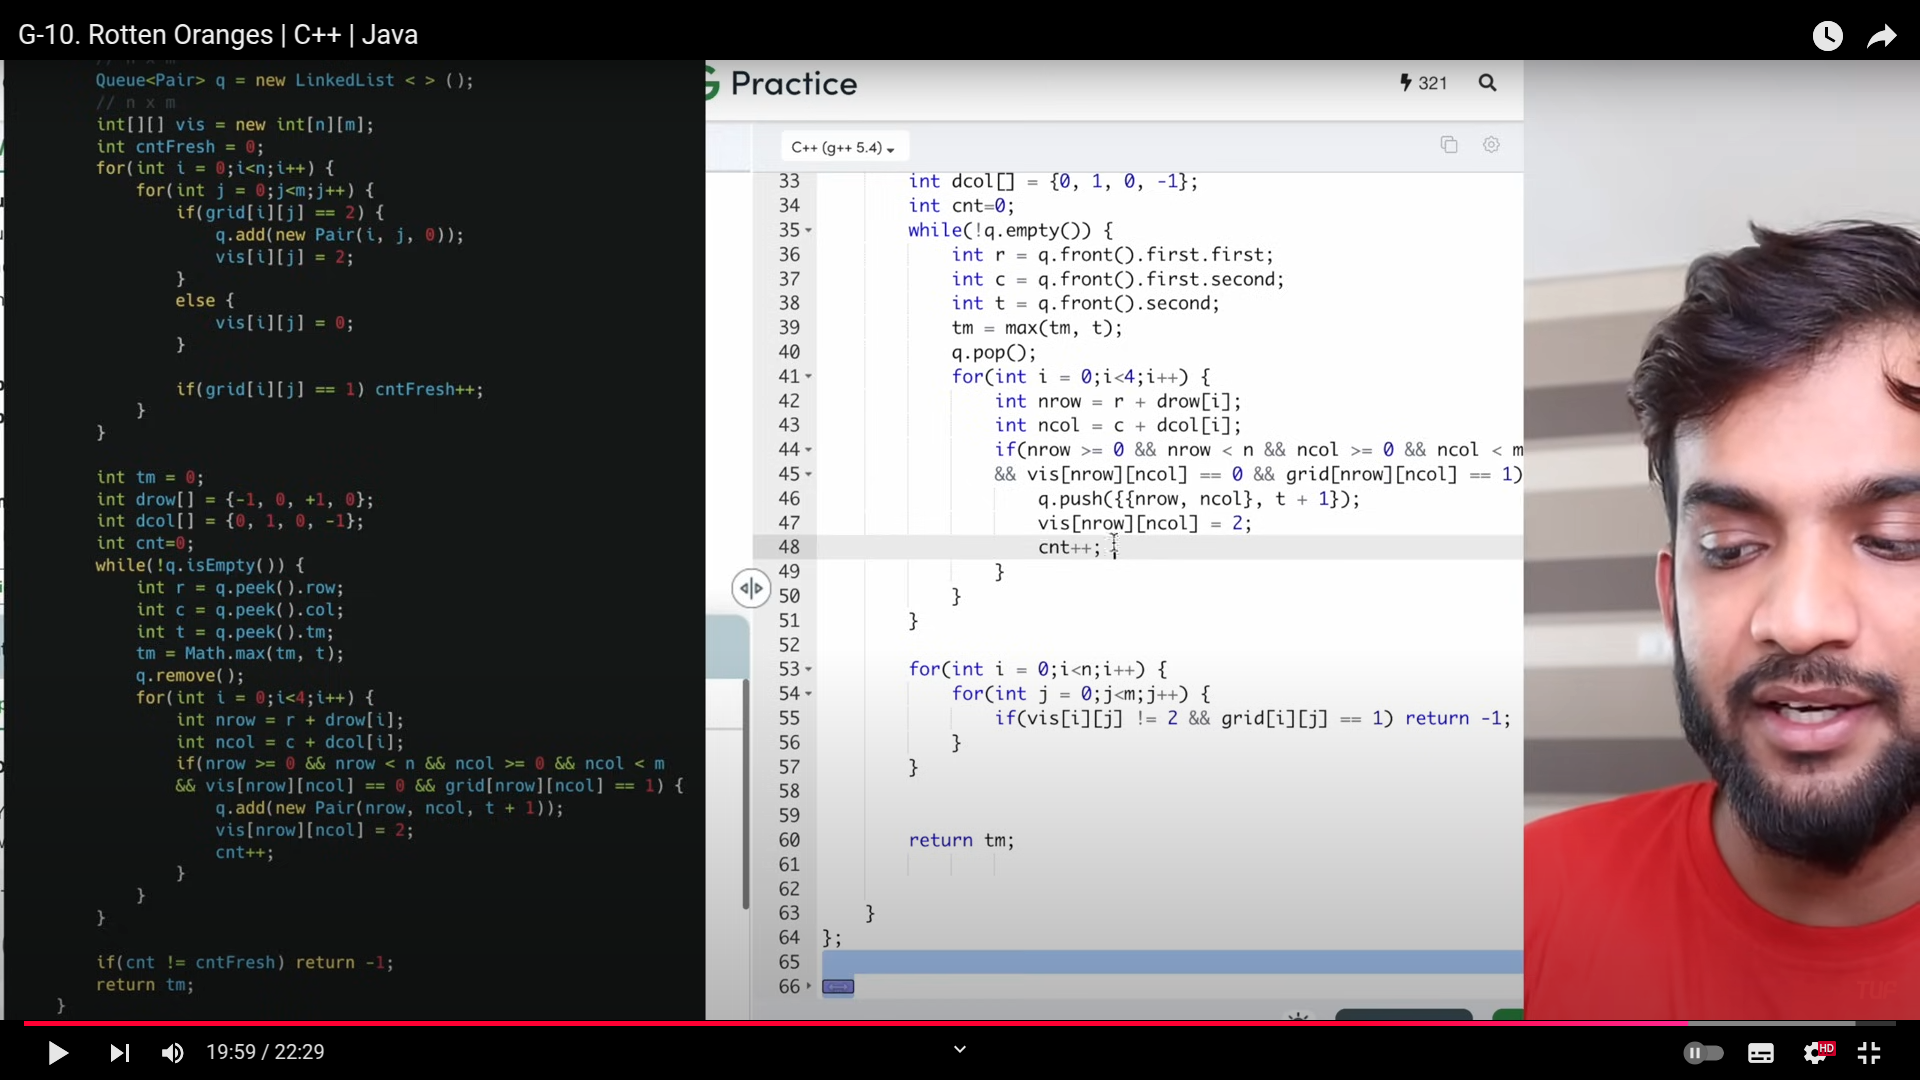 G-10. Rotten Oranges | C++ | Java
// n x m
Queue<Pair> q = new LinkedList < > ();
// n x m
int[][] vis = new int[n][m];
int cntFresh = 0;
for(int i = 0;i<n;i++) {
for(int j = 0;j<m;j++) {
if(grid[i][j] == 2) {
q.add(new Pair(i, j, 0));
vis[i][j] = 2;
}
else {
vis[i][j] = 0;
}
if(grid[i][j] == 1) cntFresh++;
}
}
int tm = 0;
int drow[] = {-1, 0, +1, 0};
int dcol[] = {0, 1, 0, -1};
int cnt=0;
while(!q.isEmpty()) {
int r = q.peek().row;
int c = q.peek().col;
int t = q.peek().tm;
tm = Math.max(tm, t);
q.remove();
for(int i = 0;i<4;i++) {
int nrow = r + drow[i];
int ncol = c + dcol[i];
if(nrow >= 0 && nrow < n && ncol >= 0 && ncol < m
&& vis[nrow][ncol] == 0 && grid[nrow][ncol] == 1) {
q.add(new Pair(nrow, ncol, t + 1));
vis[nrow][ncol] = 2;
cnt++;
}
}
}
if(cnt != cntFresh) return -1;
return tm;
}
Practice
321
C++ (g++ 5.4)
33 int dcol[] = {0, 1, 0, -1};
34 int cnt=0;
35 while(!q.empty()) {
36 int r = q.front().first.first;
37 int c = q.front().first.second;
38 int t = q.front().second;
39 tm = max(tm, t);
40 q.pop();
41 for(int i = 0;i<4;i++) {
42 int nrow = r + drow[i];
43 int ncol = c + dcol[i];
44 if(nrow >= 0 && nrow < n && ncol >= 0 && ncol < m
45 && vis[nrow][ncol] == 0 && grid[nrow][ncol] == 1)
46 q.push({{nrow, ncol}, t + 1});
47 vis[nrow][ncol] = 2;
48 cnt++;
49 }
50 }
51 }
52
53 for(int i = 0;i<n;i++) {
54 for(int j = 0;j<m;j++) {
55 if(vis[i][j] != 2 && grid[i][j] == 1) return -1;
56 }
57 }
58
59
60 return tm;
61
62
63 }
64 };
65
66
TUF
19:59 / 22:29
HD